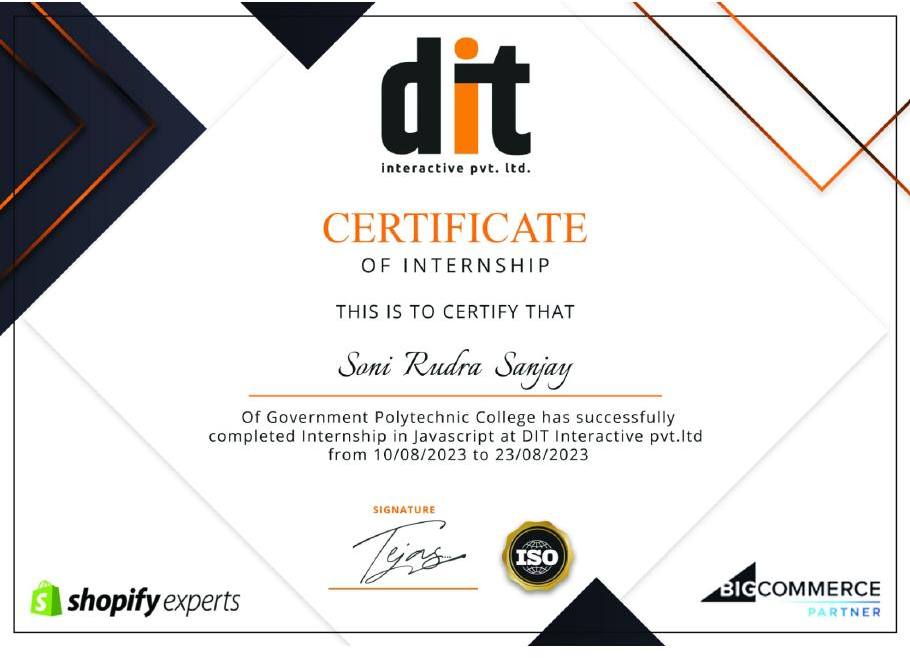 dit
interactive pvt. ltd.
CERTIFICATE
OF INTERNSHIP
THIS IS TO CERTIFY THAT
Soni Rudra Sanjay
Of Government Polytechnic College has successfully
completed Internship in Javascript at DIT Interactive pvt.ltd
from 10/08/2023 to 23/08/2023
SIGNATURE
Tejas
ISO
shopify experts
BIGCOMMERCE
PARTNER